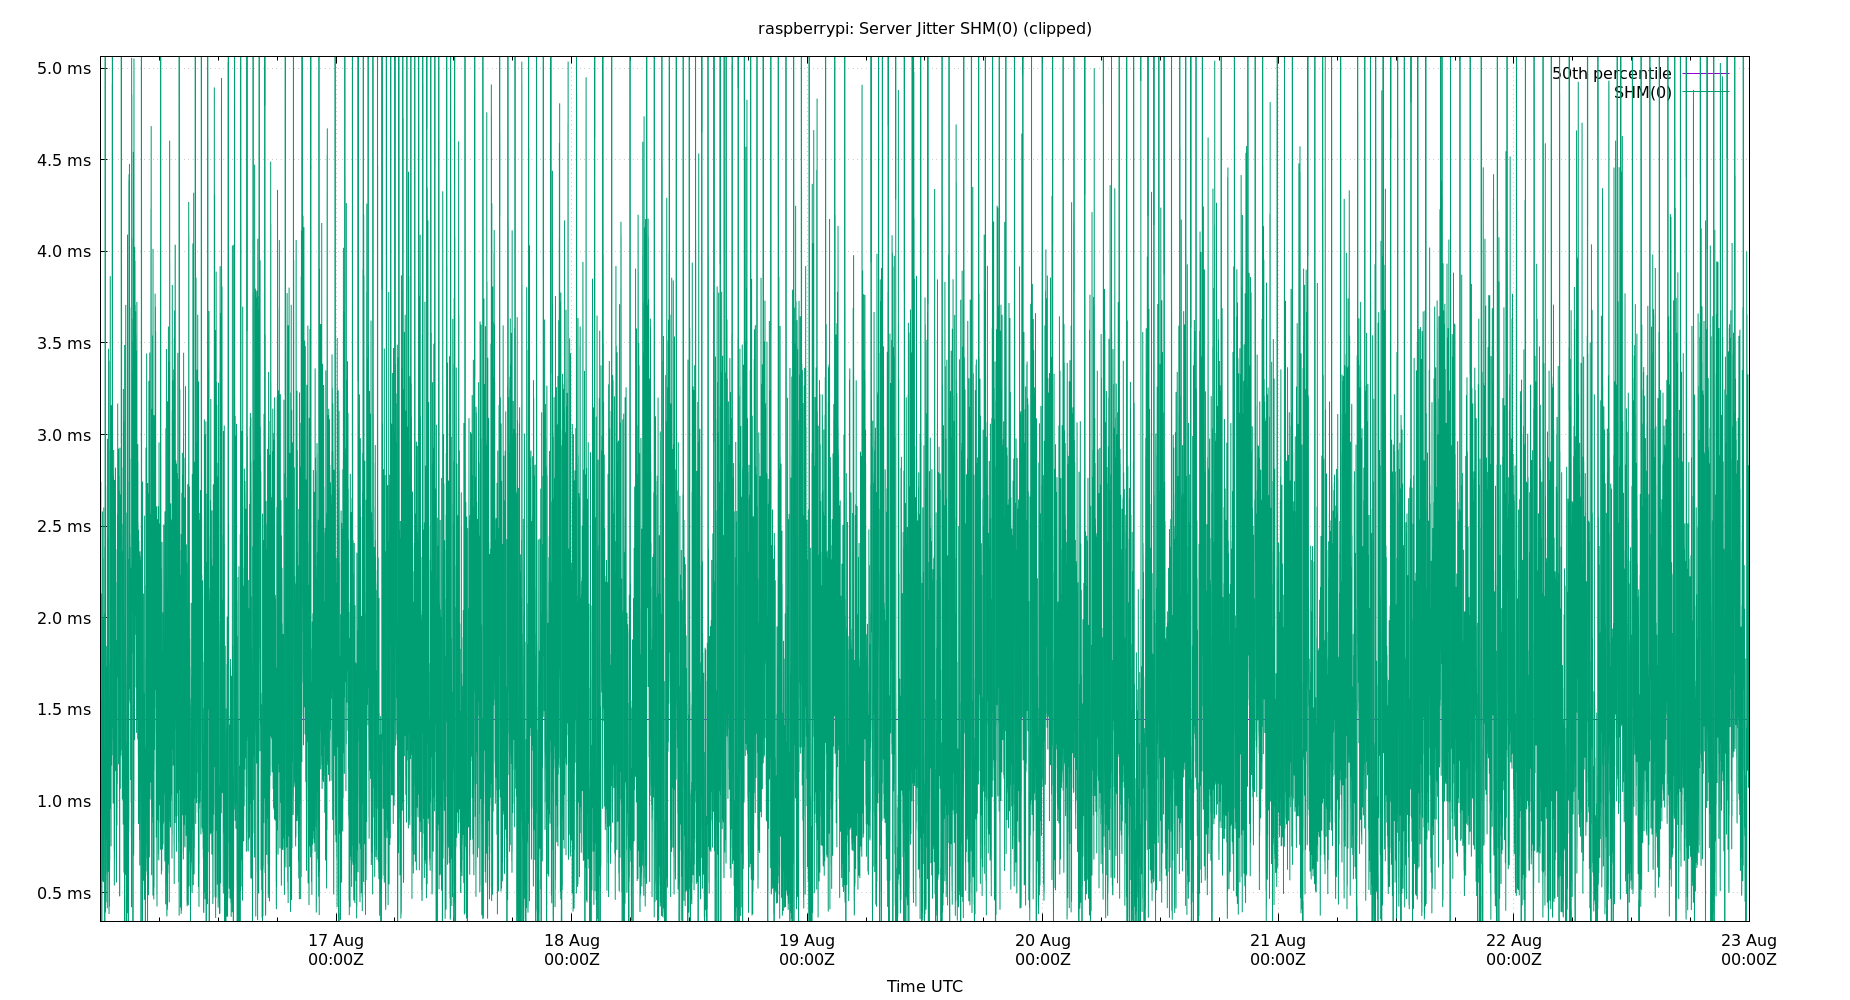 raspberrypi: Server Jitter SHM(0) (clipped)
50th percentile
SHM(0)
5.0 ms
4.5 ms
4.0 ms
3.5 ms
3.0 ms
2.5 ms
2.0 ms
1.5 ms
1.0 ms
0.5 ms
17 Aug 18 Aug 19 Aug 20 Aug 21 Aug 22 Aug 23 Aug
00:00Z 00:00Z 00:00Z 00:00Z 00:00Z 00:00Z 00:00Z
Time UTC